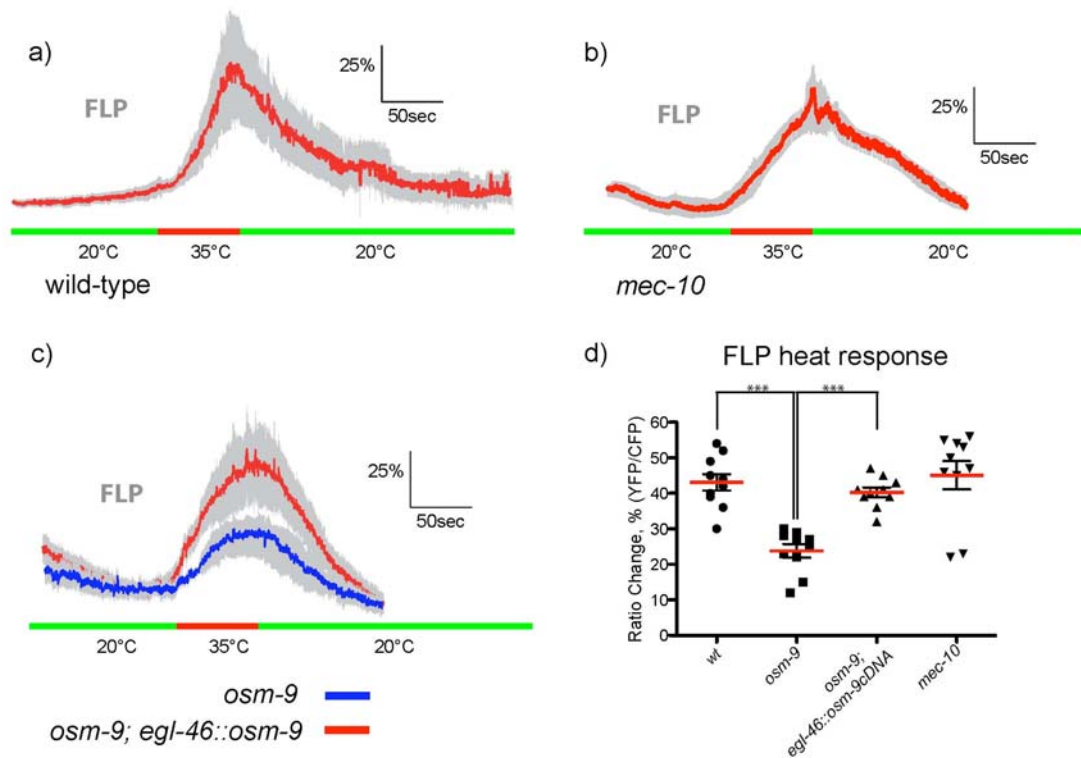 a)
FLP
25%
50sec
20°C 35°C 20°C
wild-type
b)
FLP
25%
50sec
20°C 35°C 20°C
mec-10
c)
FLP
25%
50sec
20°C 35°C 20°C
osm-9
osm-9; egl-46::osm-9
d)
FLP heat response
*** ***
Ratio Change, % (YFP/CFP)
60
50
40
30
20
10
0
wt
osm-9
osm-9;
egl-46::osm-9cDNA
mec-10